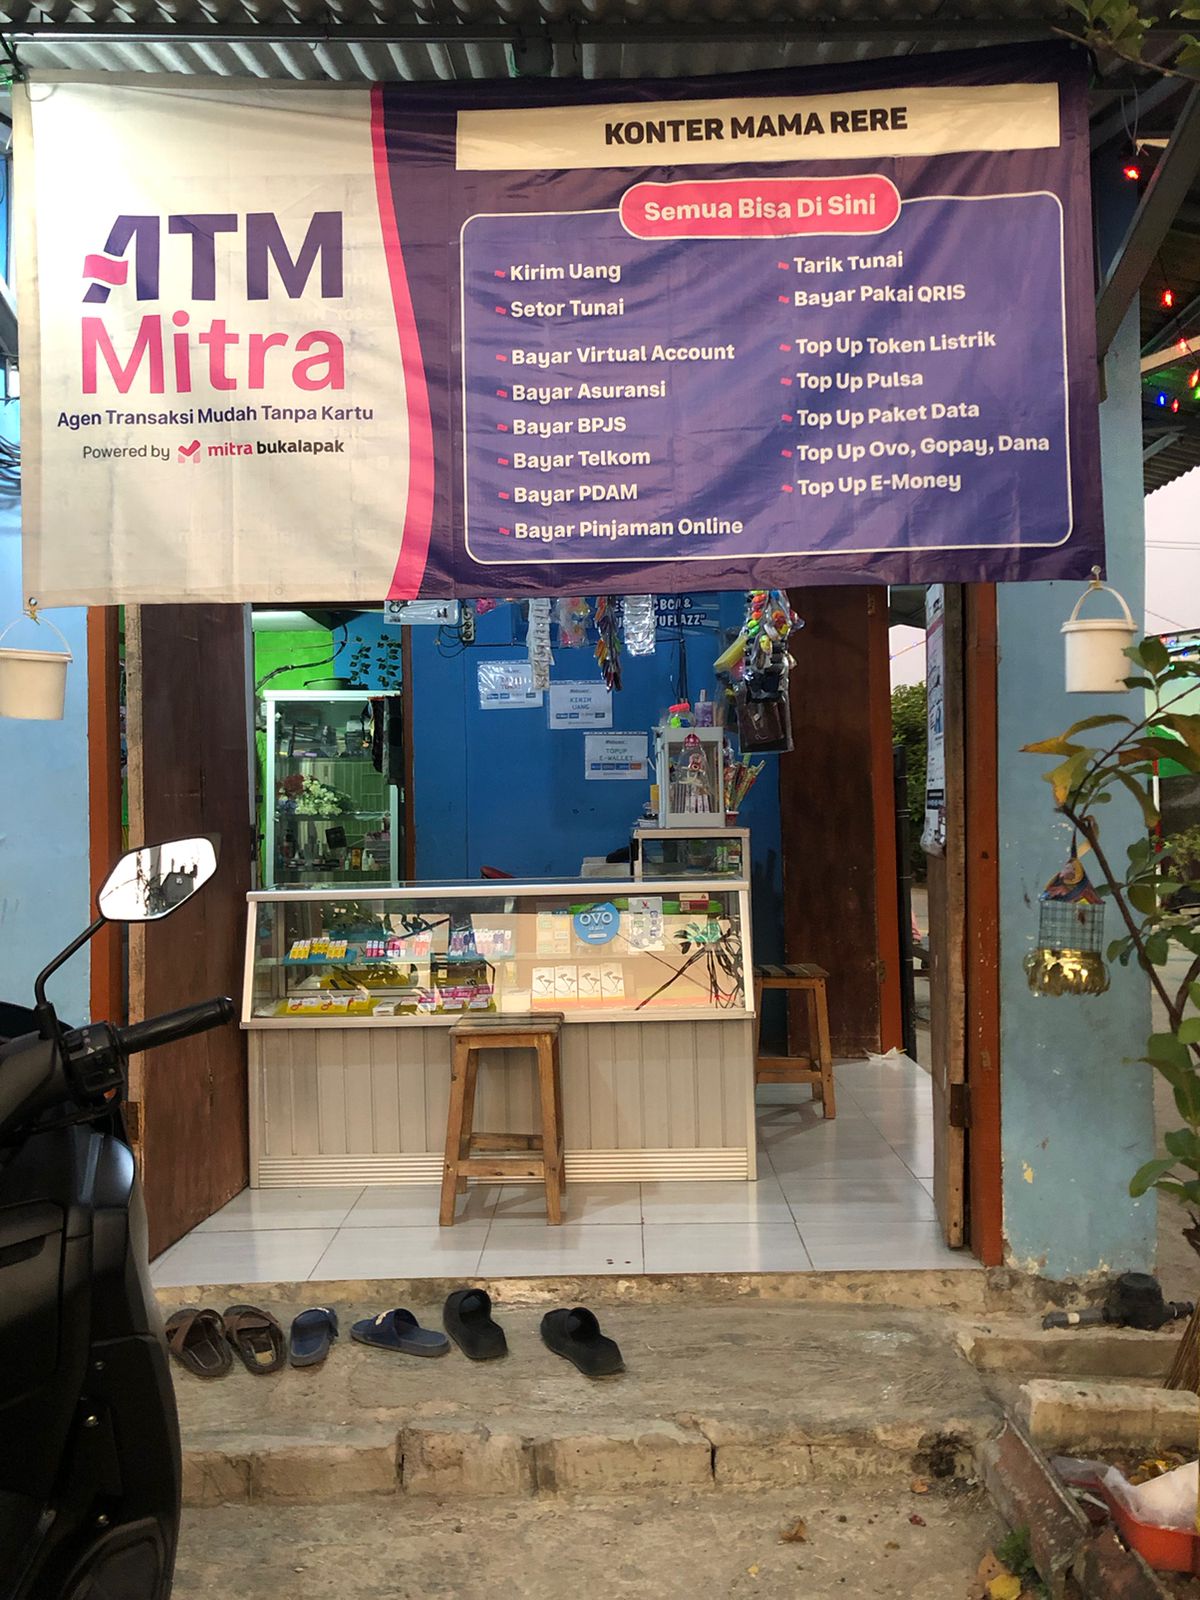 KONTER MAMA RERE
ATM
Mitra
Agen Transaksi Mudah Tanpa Kartu
Powered by mitra bukalapak
Semua Bisa Di Sini
Kirim Uang
Setor Tunai
Bayar Virtual Account
Bayar Asuransi
Bayar BPJS
Bayar Telkom
Bayar PDAM
Bayar Pinjaman Online
Tarik Tunai
Bayar Pakai QRIS
Top Up Token Listrik
Top Up Pulsa
Top Up Paket Data
Top Up Ovo, Gopay, Dana
Top Up E-Money
KIRIM
UANG
TOPUP
E-WALLET
OVO